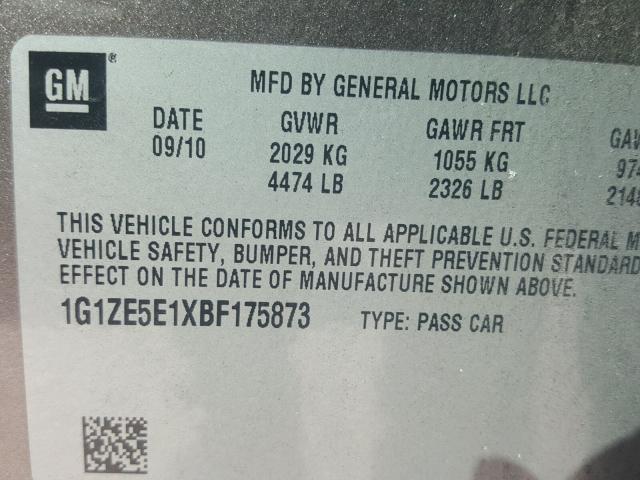 GM®
MFD BY GENERAL MOTORS LLC
DATE GVWR GAWR FRT
09/10 2029 KG 1055 KG
4474 LB 2326 LB
THIS VEHICLE CONFORMS TO ALL APPLICABLE U.S. FEDERAL
VEHICLE SAFETY, BUMPER, AND THEFT PREVENTION STANDARD
EFFECT ON THE DATE OF MANUFACTURE SHOWN ABOVE.
1G1ZE5E1XBF175873 TYPE: PASS CAR